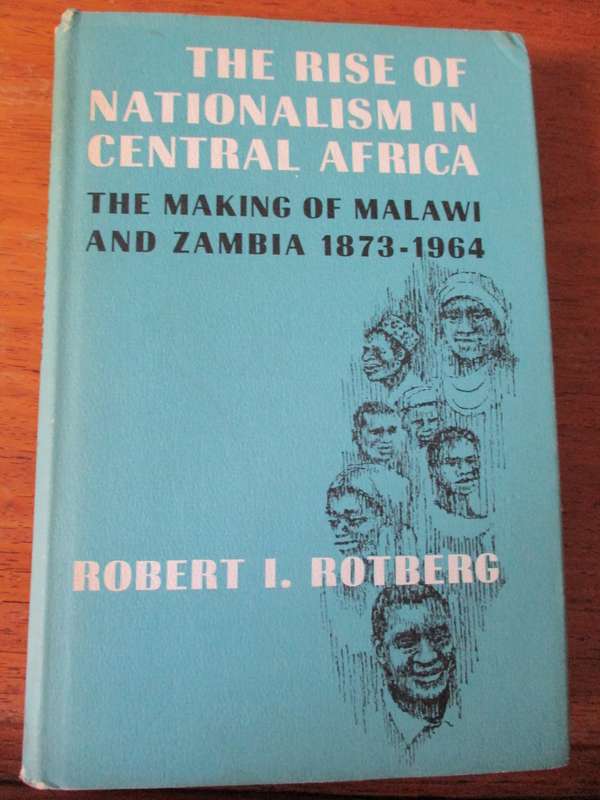 THE RISE OF
NATIONALISM IN
CENTRAL AFRICA
THE MAKING OF MALAWI
AND ZAMBIA 1873-1964
ROBERT I. ROTBERG